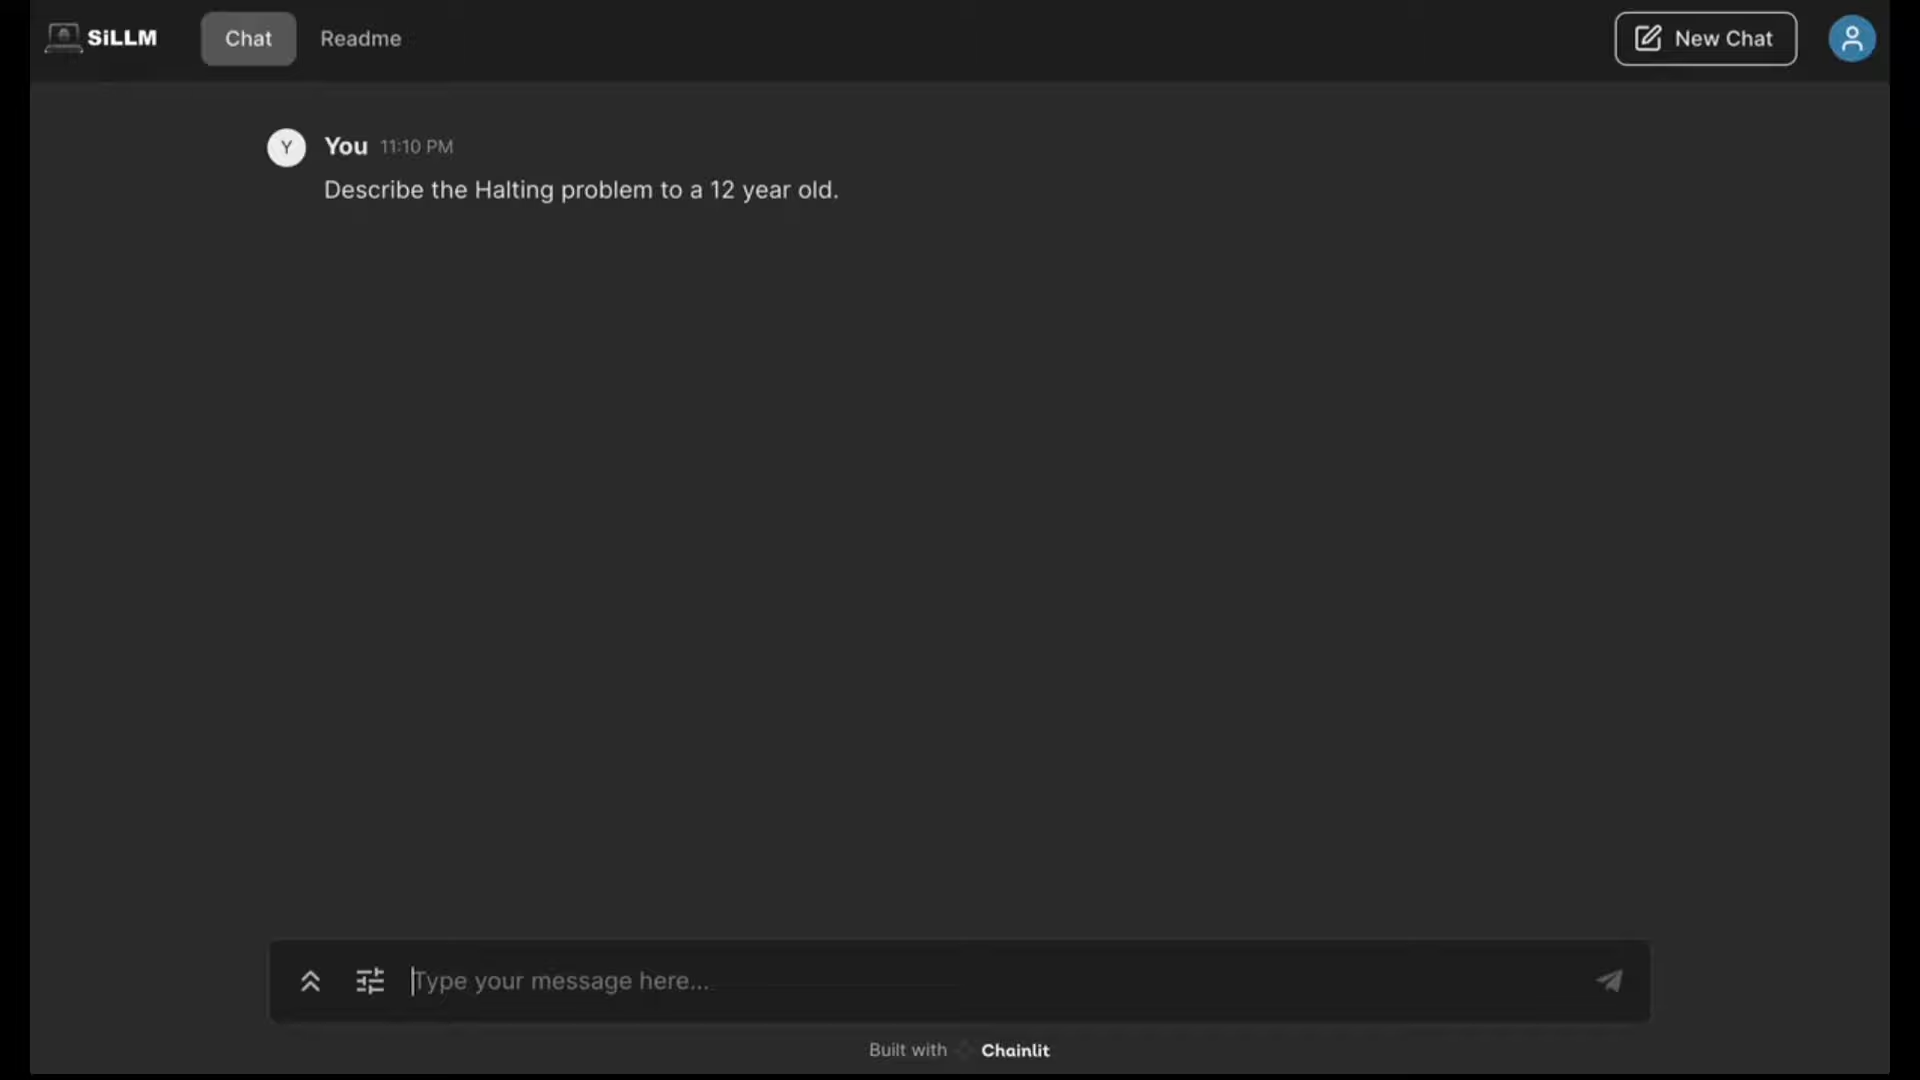 SiLLM
Chat
Readme
New Chat
Y
You 11:10 PM
Describe the Halting problem to a 12 year old.
Type your message here...
Built with Chainlit